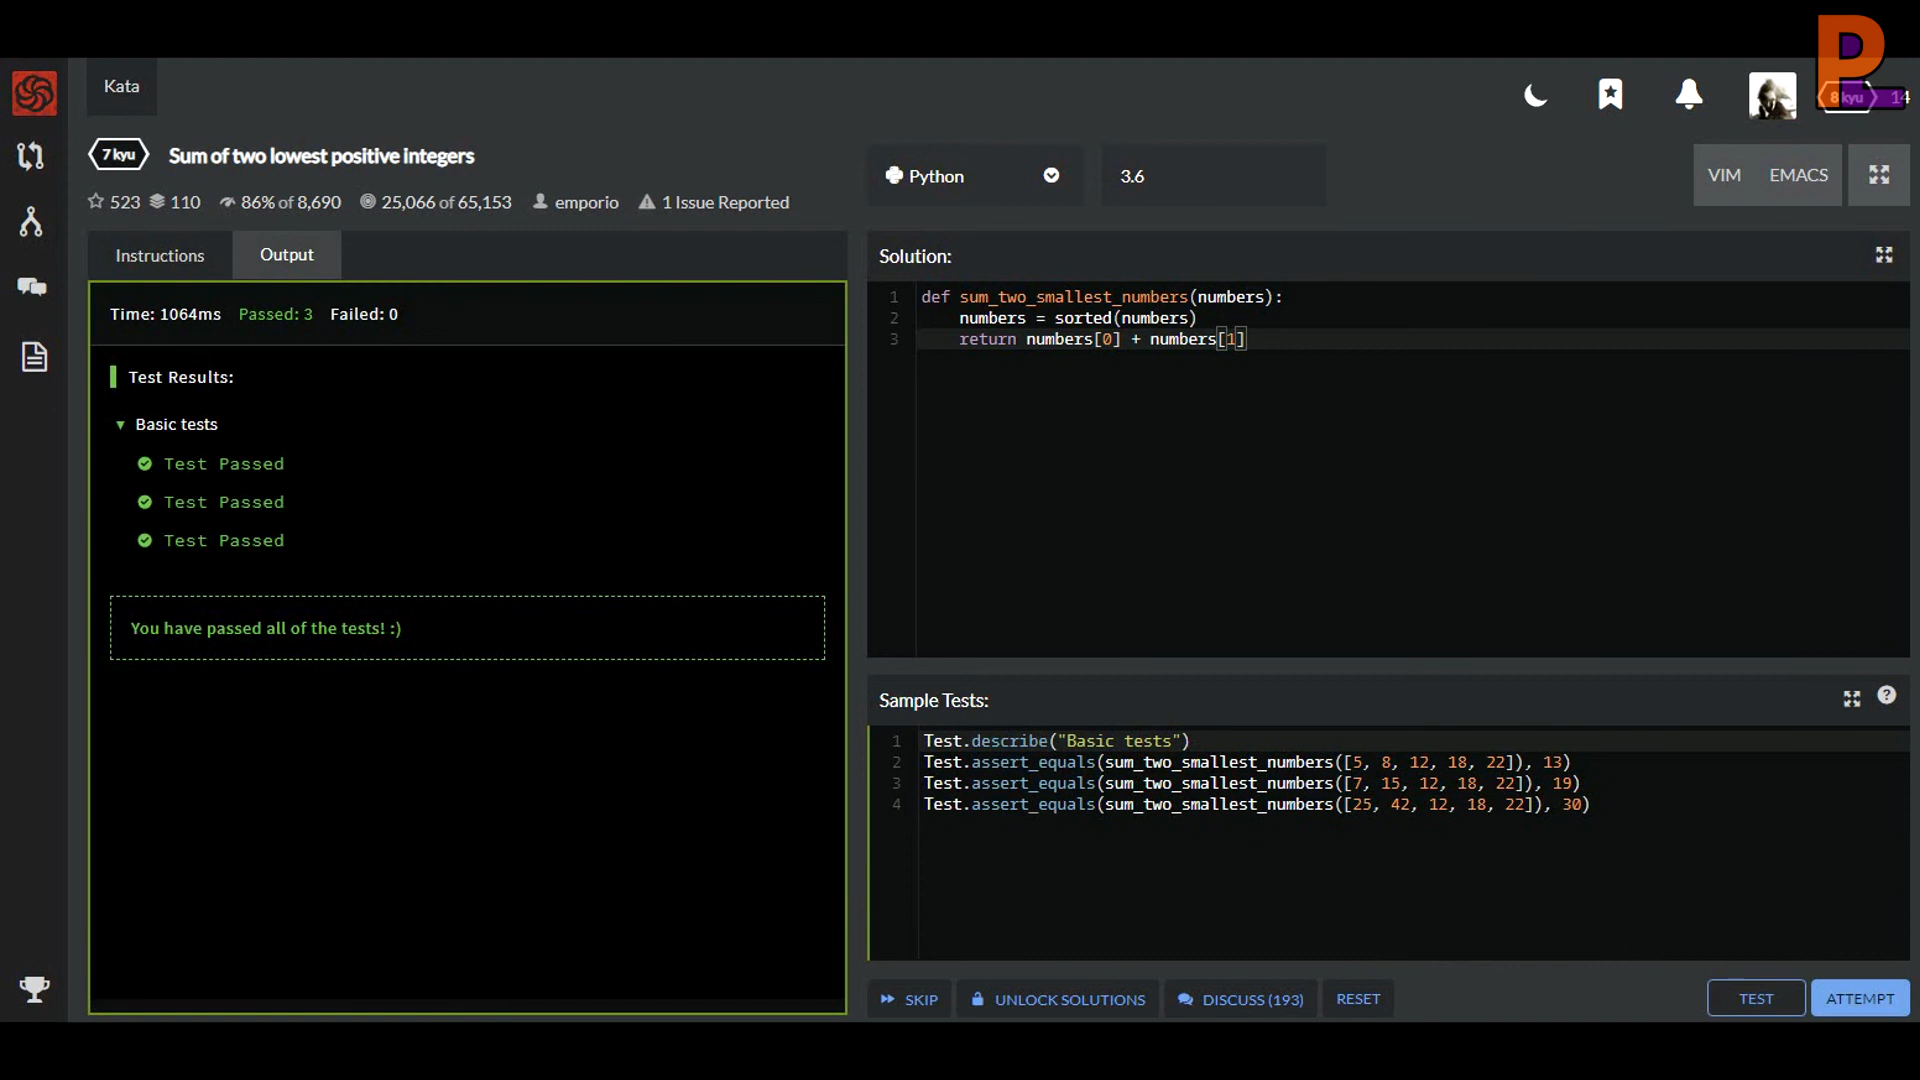 Kata
8 kyu 14
7 kyu Sum of two lowest positive integers
523 110 86% of 8,690 25,066 of 65,153 emporio 1 Issue Reported
Python
3.6
VIM EMACS
Instructions Output
Time: 1064ms Passed: 3 Failed: 0
Test Results:
▼ Basic tests
Test Passed
Test Passed
Test Passed
You have passed all of the tests! :)
Solution:
1 def sum_two_smallest_numbers(numbers):
2     numbers = sorted(numbers)
3     return numbers[0] + numbers[1]
Sample Tests:
1 Test.describe("Basic tests")
2 Test.assert_equals(sum_two_smallest_numbers([5, 8, 12, 18, 22]), 13)
3 Test.assert_equals(sum_two_smallest_numbers([7, 15, 12, 18, 22]), 19)
4 Test.assert_equals(sum_two_smallest_numbers([25, 42, 12, 18, 22]), 30)
SKIP UNLOCK SOLUTIONS DISCUSS (193) RESET TEST ATTEMPT